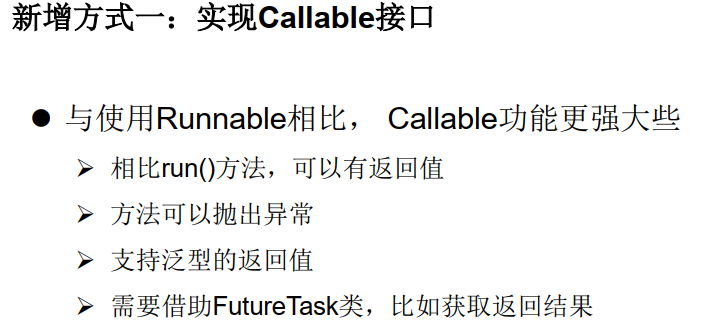 新增方式一：实现Callable接口
● 与使用Runnable相比， Callable功能更强大些
➢ 相比run()方法，可以有返回值
➢ 方法可以抛出异常
➢ 支持泛型的返回值
➢ 需要借助FutureTask类，比如获取返回结果